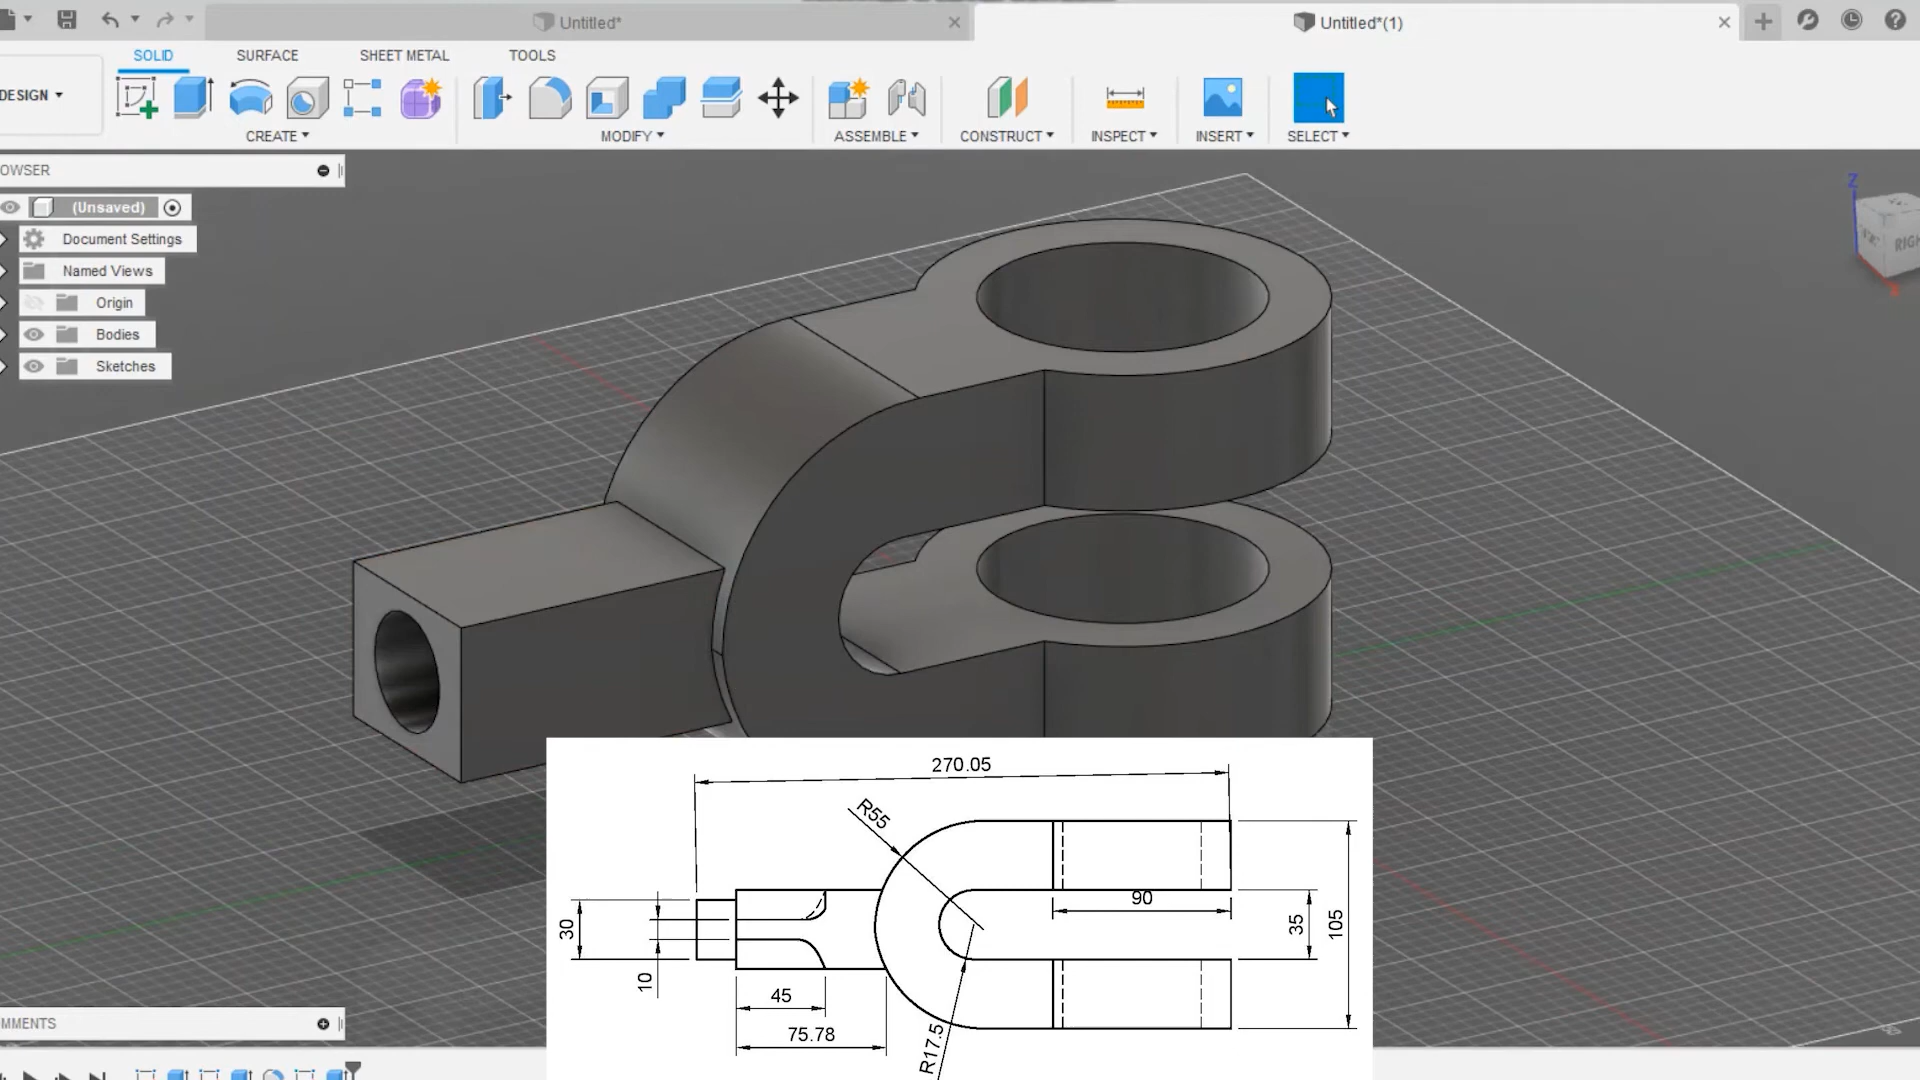 Untitled*
Untitled*(1)
SOLID
SURFACE
SHEET METAL
TOOLS
DESIGN
CREATE
MODIFY
ASSEMBLE
CONSTRUCT
INSPECT
INSERT
SELECT
OWSER
(Unsaved)
Document Settings
Named Views
Origin
Bodies
Sketches
Z
RIGH
X
270.05
R55
90
30
10
35
105
45
75.78
R17.5
MMENTS